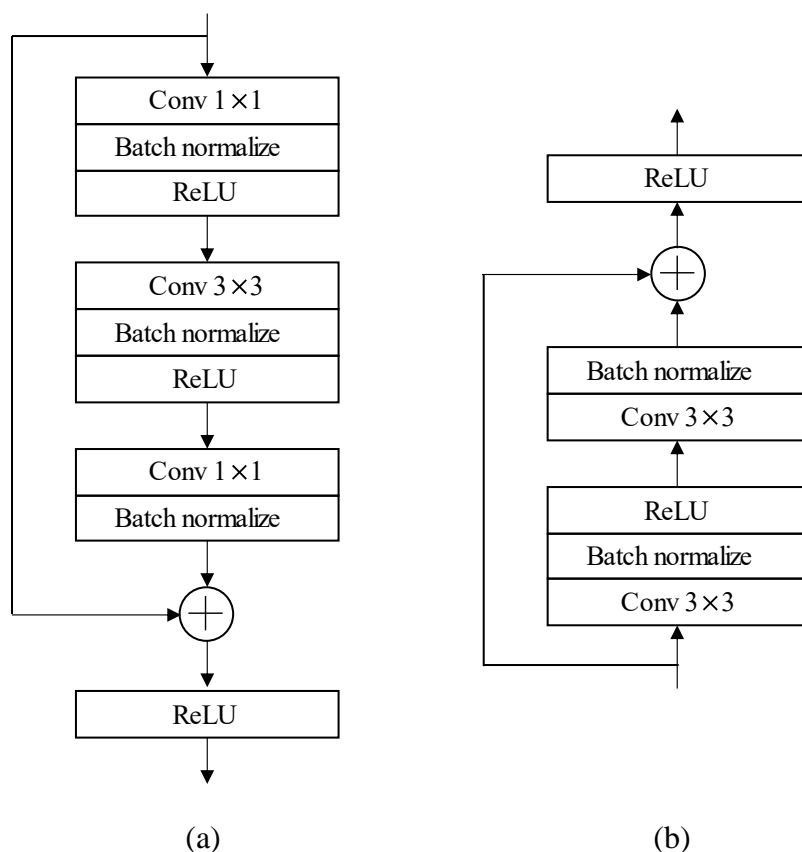 Conv 1×1
Batch normalize
ReLU
Conv 3×3
Batch normalize
ReLU
Conv 1×1
Batch normalize
ReLU
(a)
ReLU
Batch normalize
Conv 3×3
ReLU
Batch normalize
Conv 3×3
(b)